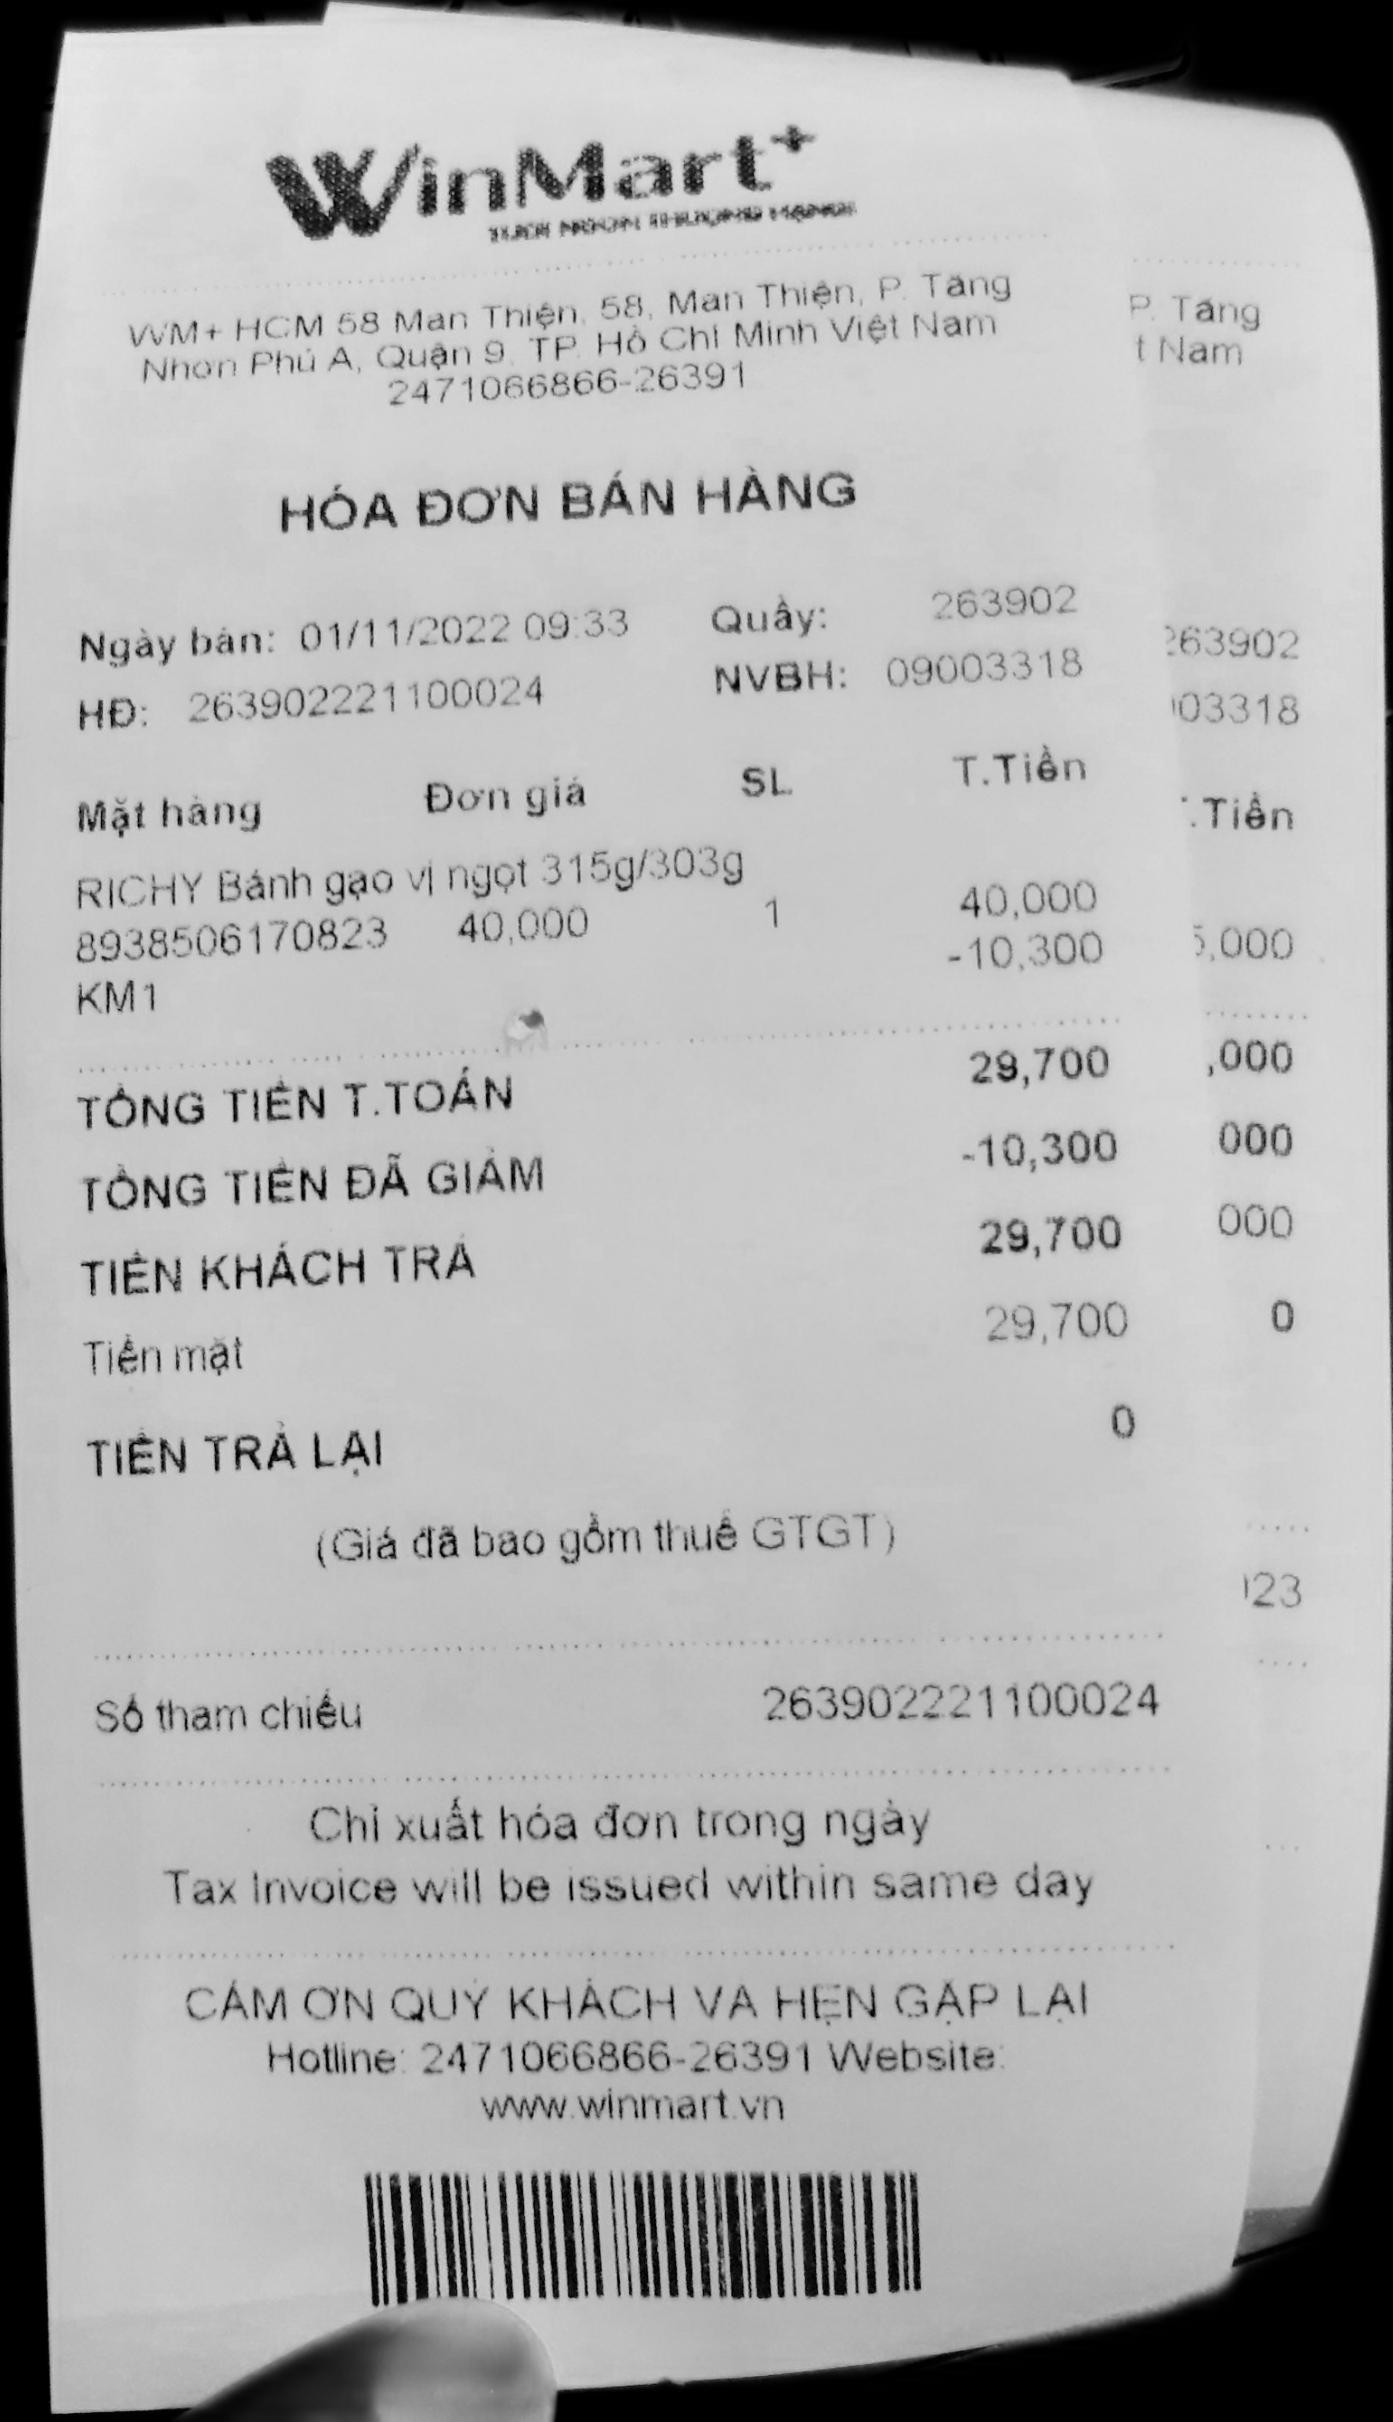 WinMart+
TƯƠI NGON THƯỢNG HẠNG!
WM+ HCM 58 Man Thiện, 58, Man Thiện, P. Tăng
Nhơn Phú A, Quận 9, TP. Hồ Chí Minh Việt Nam
2471066866-26391
HÓA ĐƠN BÁN HÀNG
Ngày bán: 01/11/2022 09:33 Quầy: 263902
HĐ: 263902221100024 NVBH: 09003318
Mặt hàng Đơn giá SL T.Tiền
RICHY Bánh gạo vị ngọt 315g/303g
8938506170823 40,000 1 40,000
KM1 -10,300
TỔNG TIỀN T.TOÁN 29,700
TỔNG TIỀN ĐÃ GIẢM -10,300
TIỀN KHÁCH TRẢ 29,700
Tiền mặt 29,700
TIỀN TRẢ LẠI 0
(Giá đã bao gồm thuế GTGT)
Số tham chiếu 263902221100024
Chỉ xuất hóa đơn trong ngày
Tax Invoice will be issued within same day
CẢM ƠN QUÝ KHÁCH VÀ HẸN GẶP LẠI
Hotline: 2471066866-26391 Website:
www.winmart.vn
P. Tăng
t Nam
263902
03318
.Tiền
,000
,000
000
000
0
23